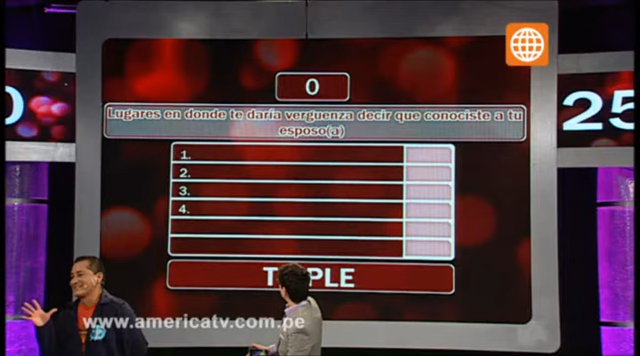 0
Lugares en donde te daría verguenza decir que conociste a tu
esposo(a)
0
25
1.
2.
3.
4.
www.americatv.com.pe